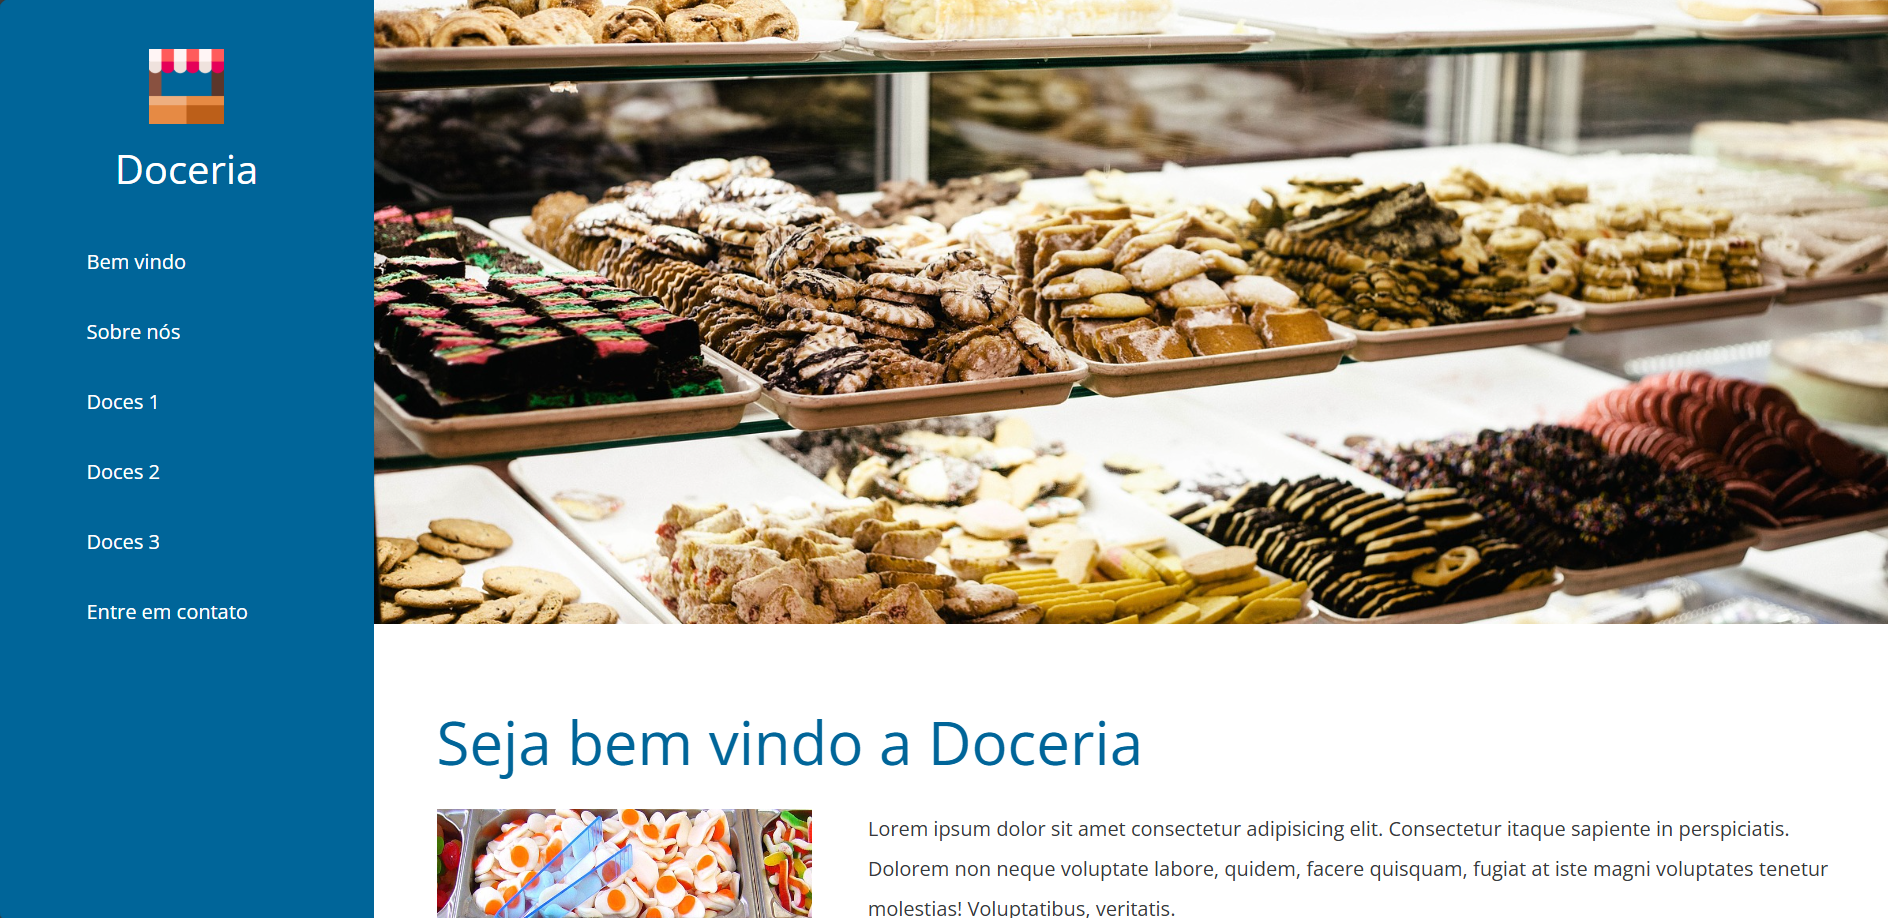 Doceria
Bem vindo
Sobre nós
Doces 1
Doces 2
Doces 3
Entre em contato
Seja bem vindo a Doceria
Lorem ipsum dolor sit amet consectetur adipisicing elit. Consectetur itaque sapiente in perspiciatis.
Dolorem non neque voluptate labore, quidem, facere quisquam, fugiat at iste magni voluptates tenetur
molestias! Voluptatibus, veritatis.